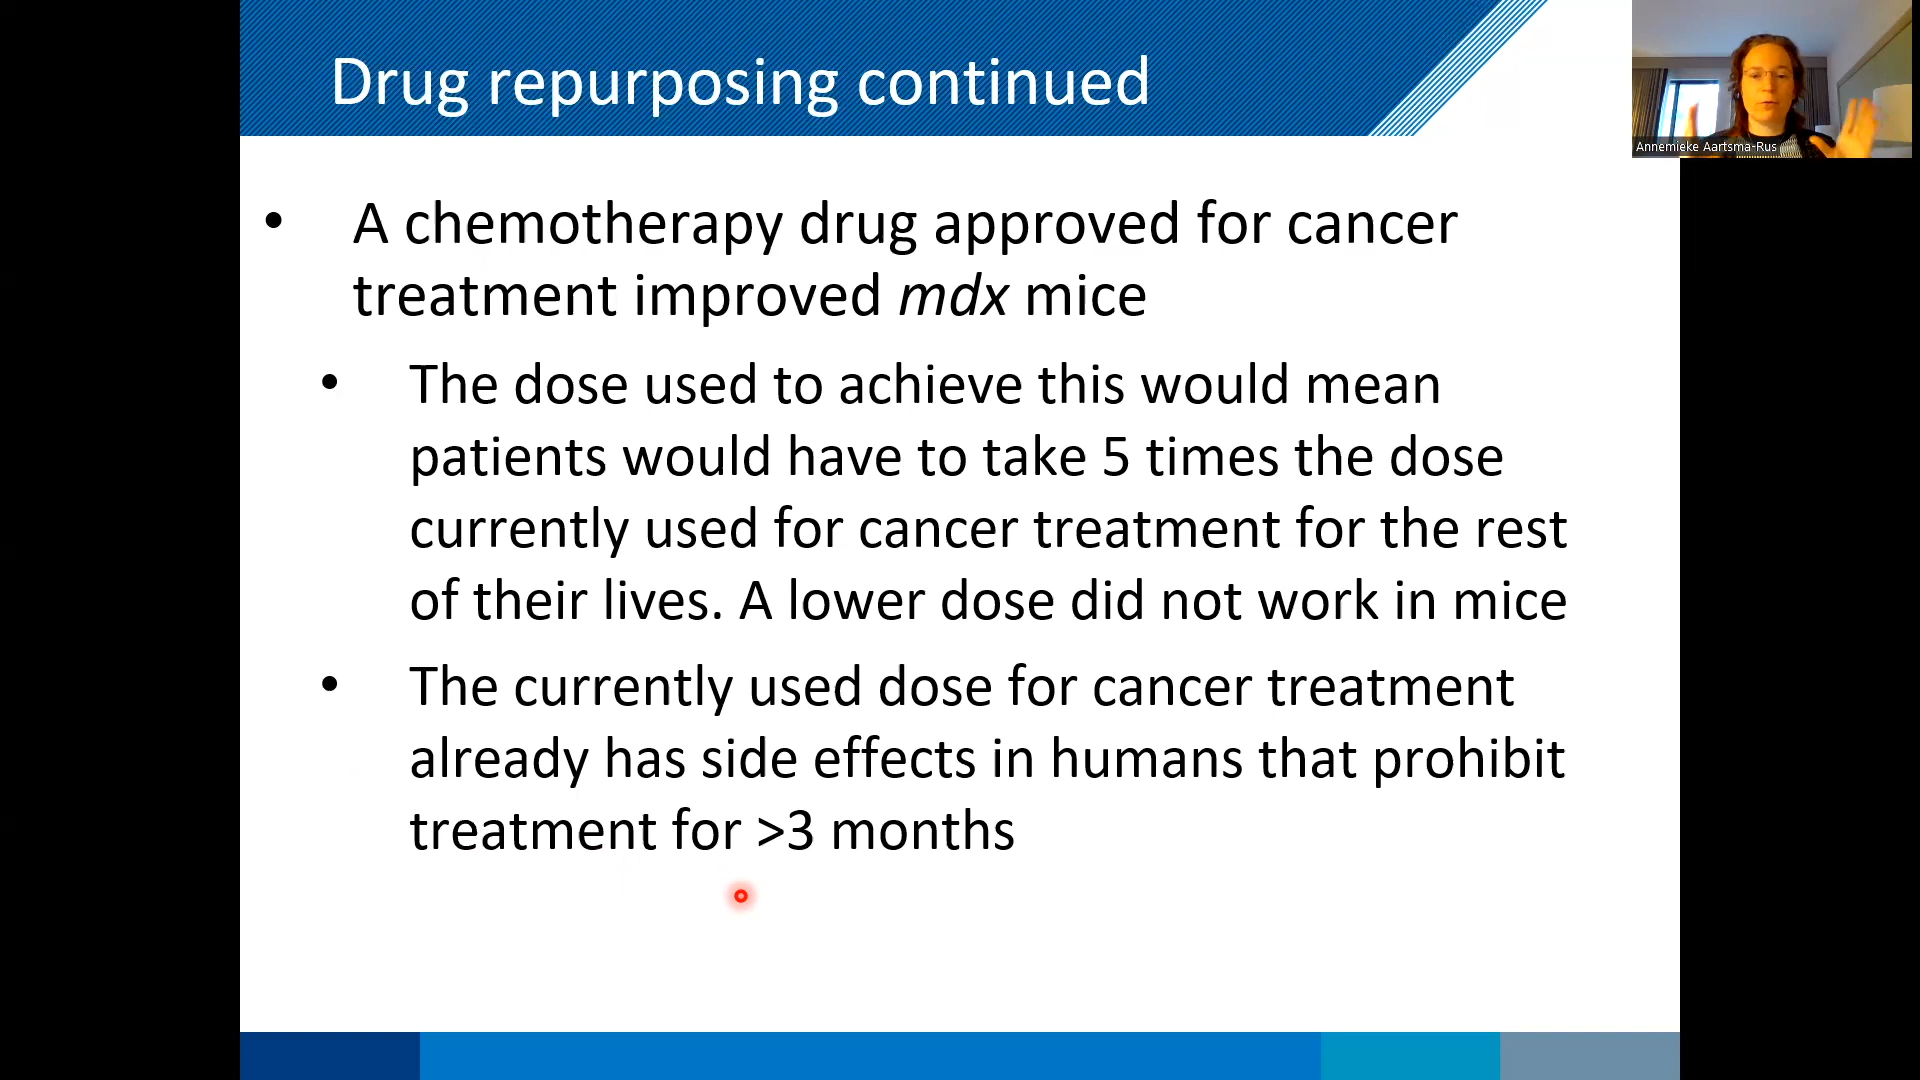 Drug repurposing continued
Annemieke Aartsma-Rus
• A chemotherapy drug approved for cancer
treatment improved mdx mice
• The dose used to achieve this would mean
patients would have to take 5 times the dose
currently used for cancer treatment for the rest
of their lives. A lower dose did not work in mice
• The currently used dose for cancer treatment
already has side effects in humans that prohibit
treatment for >3 months